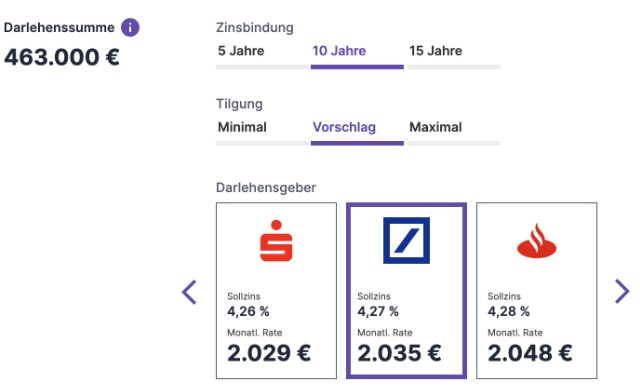 Darlehenssumme i
463.000 €
Zinsbindung
5 Jahre 10 Jahre 15 Jahre
Tilgung
Minimal Vorschlag Maximal
Darlehensgeber
Sollzins Sollzins Sollzins
4,26 % 4,27 % 4,28 %
Monatl. Rate Monatl. Rate Monatl. Rate
2.029 € 2.035 € 2.048 €